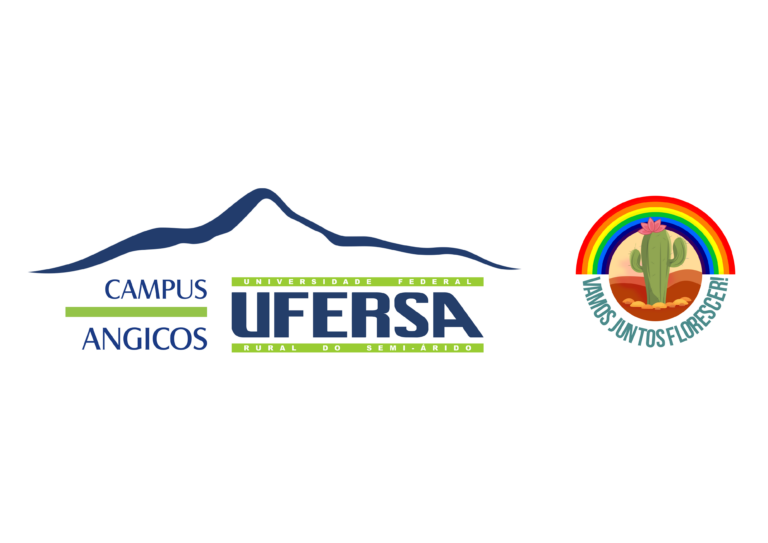 CAMPUS
ANGICOS
UNIVERSIDADE FEDERAL
UFERSA
RURAL DO SEMI-ÁRIDO
VAMOS JUNTOS FLORESCER!